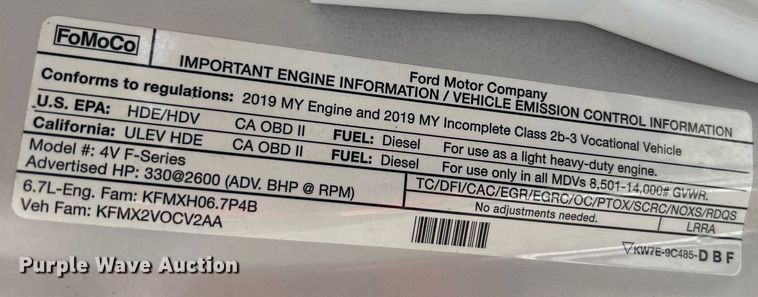 FoMoCo
Ford Motor Company
IMPORTANT ENGINE INFORMATION / VEHICLE EMISSION CONTROL INFORMATION
Conforms to regulations: 2019 MY Engine and 2019 MY Incomplete Class 2b-3 Vocational Vehicle
U.S. EPA: HDE/HDV CA OBD II FUEL: Diesel For use as a light heavy-duty engine.
California: ULEV HDE CA OBD II FUEL: Diesel For use only in all MDVs 8,501-14,000# GVWR.
Model #: 4V F-Series
Advertised HP: 330@2600 (ADV. BHP @ RPM) TC/DFI/CAC/EGR/EGRC/OC/PTOX/SCRC/NOXS/RDQS
6.7L-Eng. Fam: KFMXH06.7P4B No adjustments needed. LRRA
Veh Fam: KFMX2VOCV2AA
▽KW7E-9C485-DBF
Purple Wave Auction